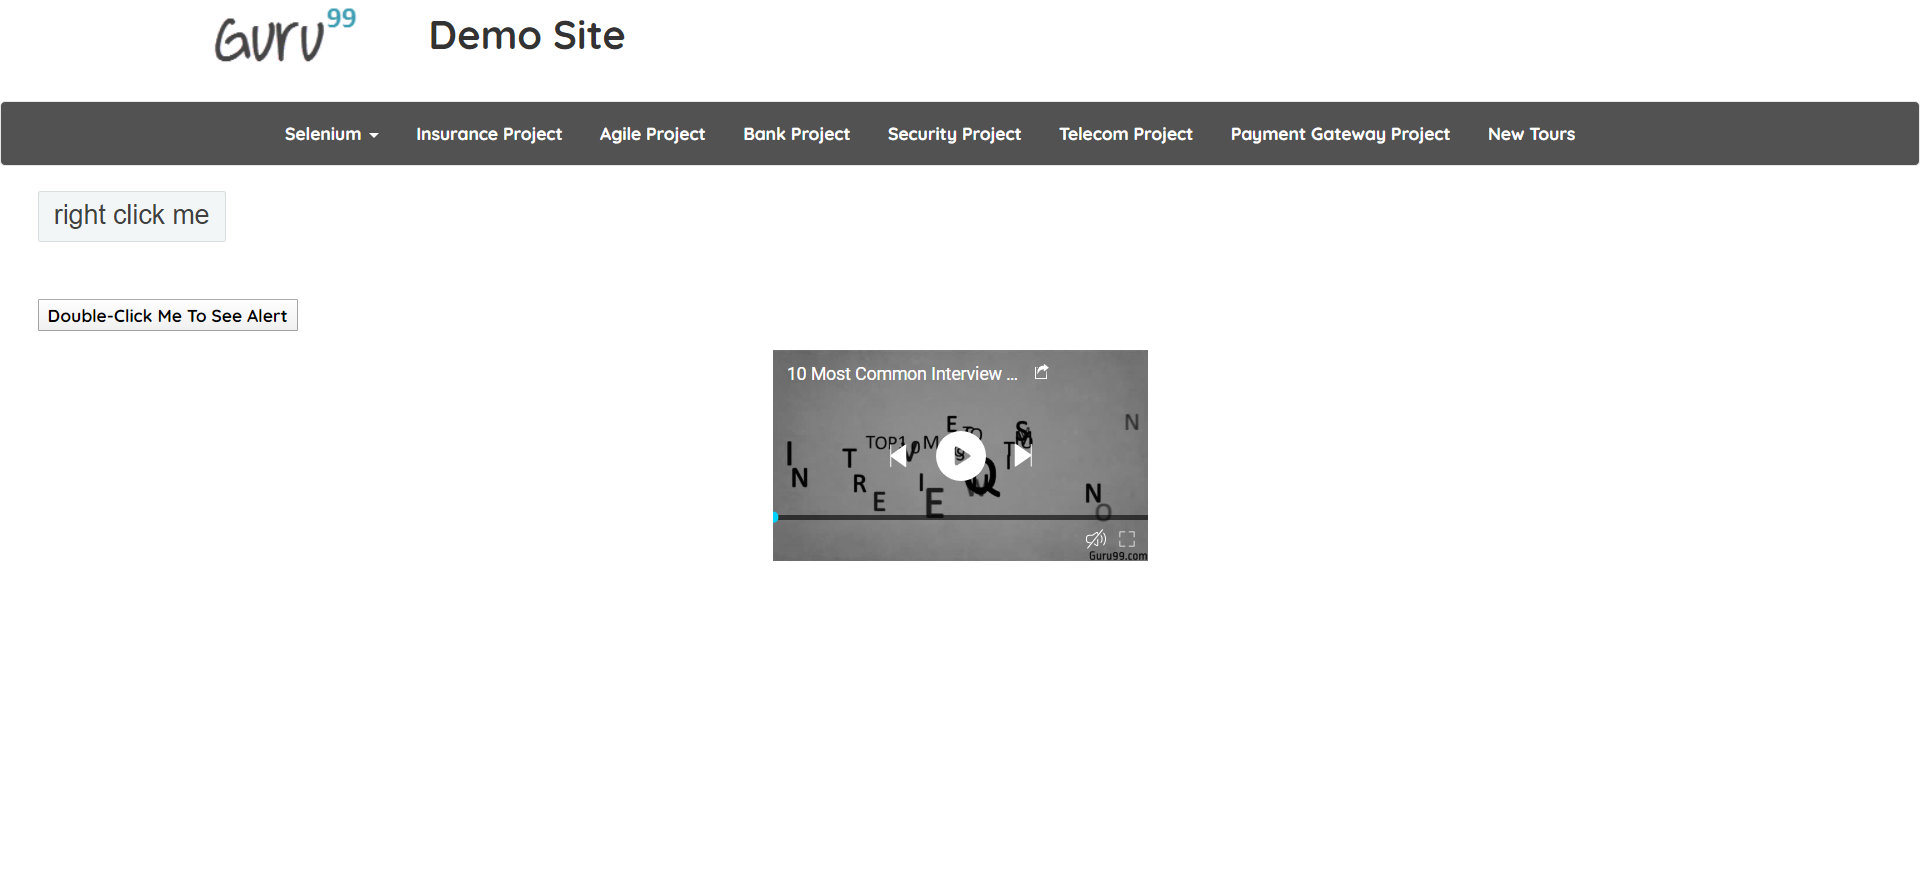 Guru99
Demo Site
Selenium Insurance Project Agile Project Bank Project Security Project Telecom Project Payment Gateway Project New Tours
right click me
Double-Click Me To See Alert
10 Most Common Interview ...
TOP1
Guru99.com